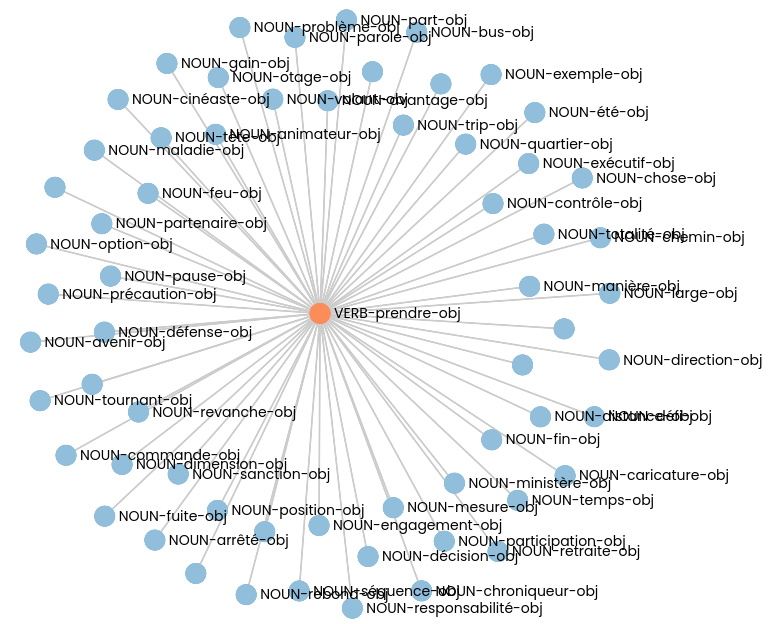 NOUN-part-obj
NOUN-problème-obj
NOUN-bus-obj
NOUN-parole-obj
NOUN-gain-obj
NOUN-exemple-obj
NOUN-otage-obj
NOUN-cinéaste-obj
NOUN-avantage-obj
NOUN-été-obj
NOUN-trip-obj
NOUN-animateur-obj
NOUN-tête-obj
NOUN-quartier-obj
NOUN-maladie-obj
NOUN-exécutif-obj
NOUN-chose-obj
NOUN-feu-obj
NOUN-contrôle-obj
NOUN-partenaire-obj
NOUN-totalité-obj
NOUN-chemin-obj
NOUN-option-obj
NOUN-pause-obj
NOUN-manière-obj
NOUN-précaution-obj
NOUN-large-obj
VERB-prendre-obj
NOUN-défense-obj
NOUN-avenir-obj
NOUN-direction-obj
NOUN-tournant-obj
NOUN-revanche-obj
NOUN-distance-obj
NOUN-défi-obj
NOUN-fin-obj
NOUN-commande-obj
NOUN-dimension-obj
NOUN-sanction-obj
NOUN-caricature-obj
NOUN-ministère-obj
NOUN-temps-obj
NOUN-mesure-obj
NOUN-position-obj
NOUN-fuite-obj
NOUN-engagement-obj
NOUN-arrêté-obj
NOUN-participation-obj
NOUN-retraite-obj
NOUN-décision-obj
NOUN-séquence-obj
NOUN-chroniqueur-obj
NOUN-rebond-obj
NOUN-responsabilité-obj